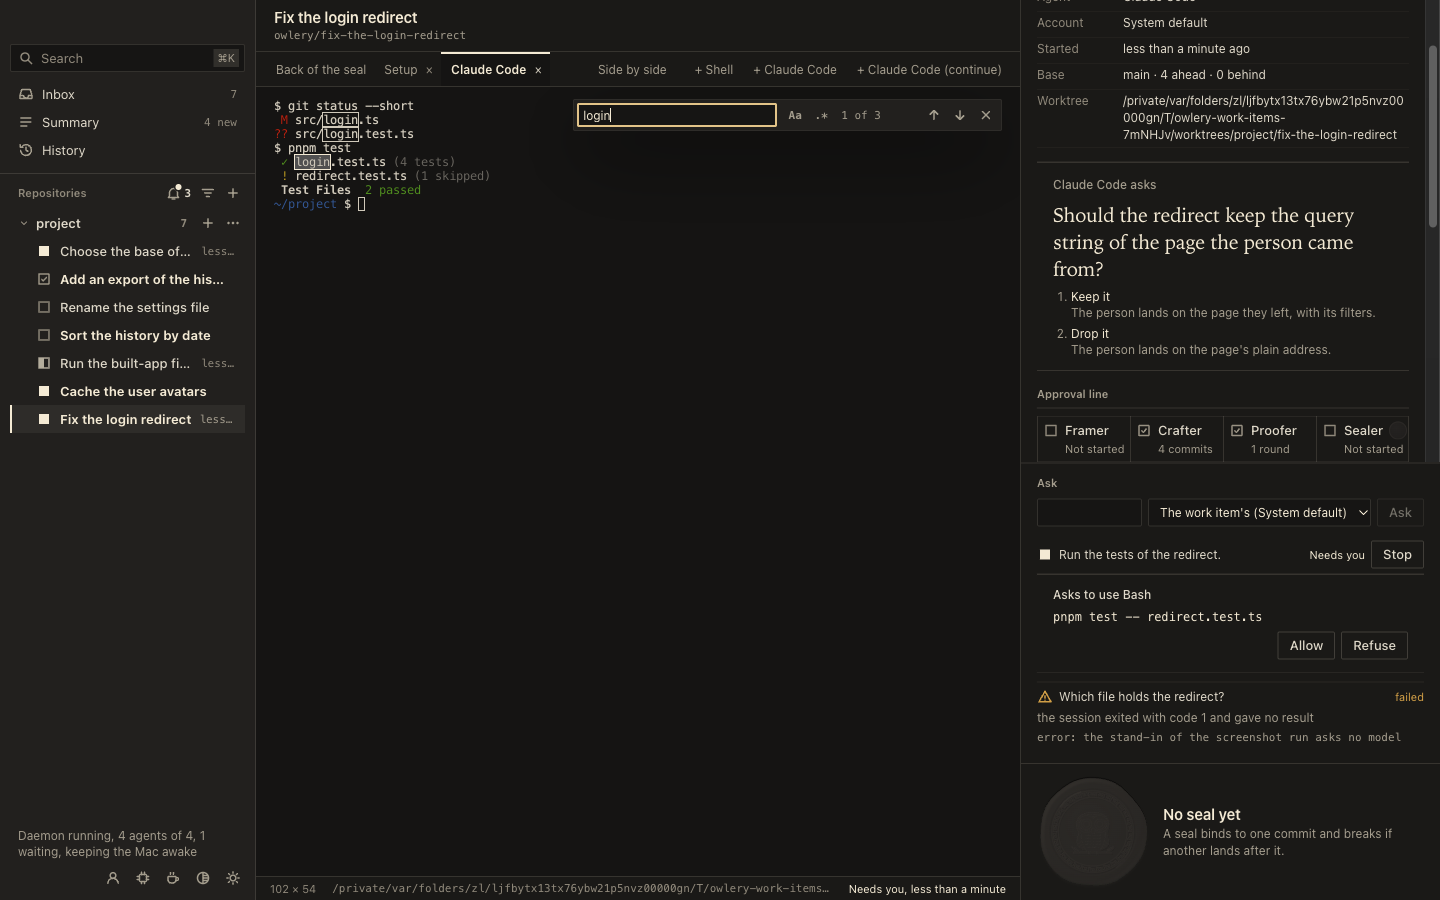 Search ⌘K
Inbox 7
Summary 4 new
History
Repositories 3
project 7
Choose the base of... less…
Add an export of the his...
Rename the settings file
Sort the history by date
Run the built-app fi... less…
Cache the user avatars
Fix the login redirect less…
Daemon running, 4 agents of 4, 1
waiting, keeping the Mac awake
Fix the login redirect
owlery/fix-the-login-redirect
Back of the seal Setup × Claude Code × Side by side + Shell + Claude Code + Claude Code (continue)
$ git status --short
M src/login.ts
?? src/login.test.ts
$ pnpm test
✓ login.test.ts (4 tests)
! redirect.test.ts (1 skipped)
Test Files 2 passed
~/project $
login Aa .* 1 of 3
102 × 54 /private/var/folders/zl/ljfbytx13tx76ybw21p5nvz00000gn/T/owlery-work-items… Needs you, less than a minute
Account System default
Started less than a minute ago
Base main · 4 ahead · 0 behind
Worktree /private/var/folders/zl/ljfbytx13tx76ybw21p5nvz00
000gn/T/owlery-work-items-
7mNHJv/worktrees/project/fix-the-login-redirect
Claude Code asks
Should the redirect keep the query
string of the page the person came
from?
1. Keep it
The person lands on the page they left, with its filters.
2. Drop it
The person lands on the page's plain address.
Approval line
Framer Crafter Proofer Sealer
Not started 4 commits 1 round Not started
Ask
The work item's (System default) Ask
Run the tests of the redirect. Needs you Stop
Asks to use Bash
pnpm test -- redirect.test.ts
Allow Refuse
Which file holds the redirect? failed
the session exited with code 1 and gave no result
error: the stand-in of the screenshot run asks no model
No seal yet
A seal binds to one commit and breaks if
another lands after it.